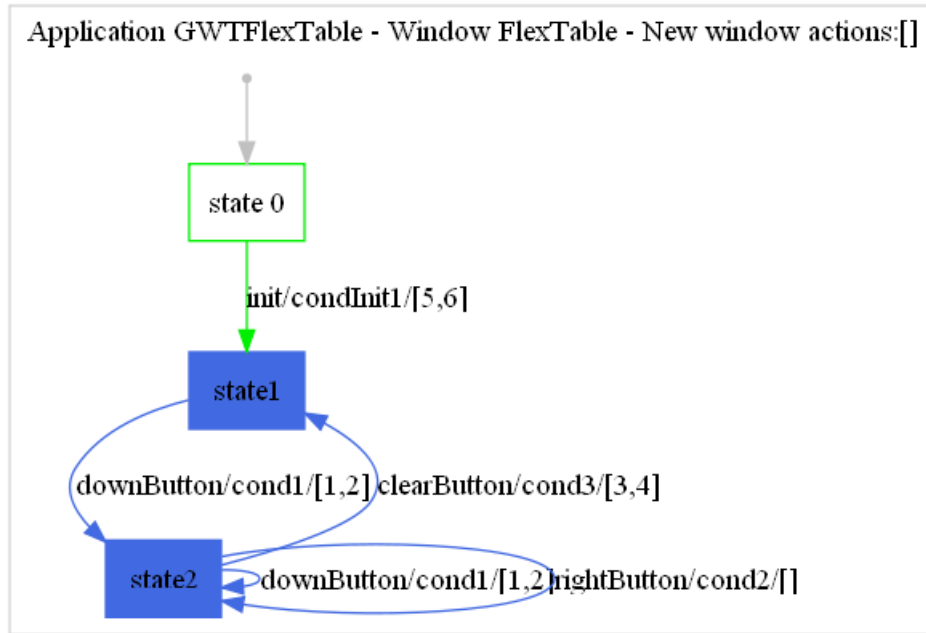 Application GWTFlexTable - Window FlexTable - New window actions:[]
state 0
init/condInit1/[5,6]
state1
downButton/cond1/[1,2]
clearButton/cond3/[3,4]
state2
downButton/cond1/[1,2]
rightButton/cond2/[]